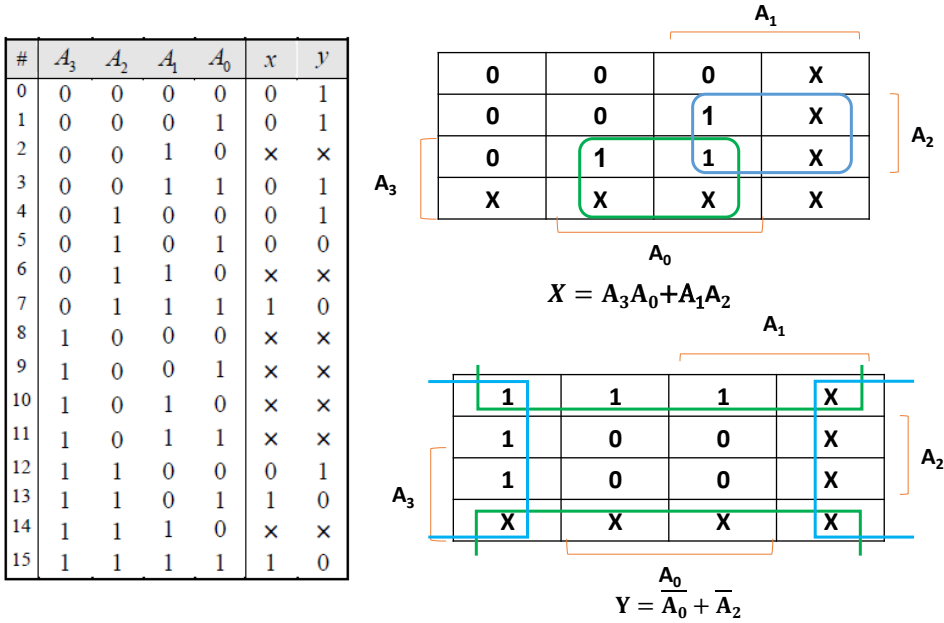 # A₃ A₂ A₁ A₀ x y
0 0 0 0 0 0 1
1 0 0 0 1 0 1
2 0 0 1 0 × ×
3 0 0 1 1 0 1
4 0 1 0 0 0 1
5 0 1 0 1 0 0
6 0 1 1 0 × ×
7 0 1 1 1 1 0
8 1 0 0 0 × ×
9 1 0 0 1 × ×
10 1 0 1 0 × ×
11 1 0 1 1 × ×
12 1 1 0 0 0 1
13 1 1 0 1 1 0
14 1 1 1 0 × ×
15 1 1 1 1 1 0
A₁
0 0 0 X
0 0 1 X
A₂
0 1 1 X
A₃
X X X X
A₀
X = A₃A₀+A₁A₂
A₁
1 1 1 X
1 0 0 X
A₂
1 0 0 X
A₃
X X X X
A₀
Y = A̅₀ + A̅₂